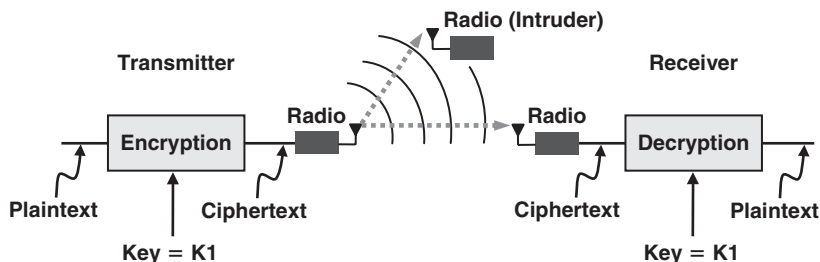 Radio (Intruder)
Transmitter
Receiver
Radio
Radio
Encryption
Decryption
Plaintext
Ciphertext
Ciphertext
Plaintext
Key = K1
Key = K1